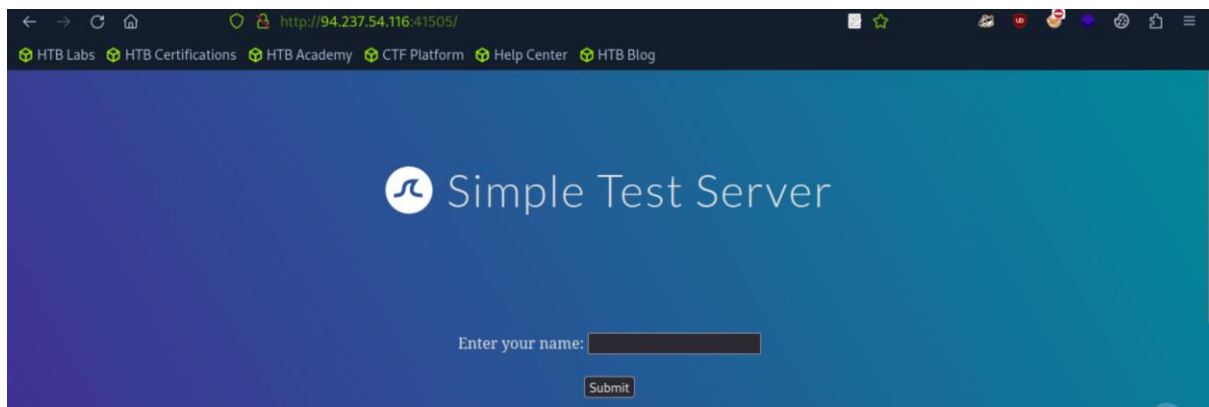 http://94.237.54.116:41505/
HTB Labs HTB Certifications HTB Academy CTF Platform Help Center HTB Blog
Simple Test Server
Enter your name:
Submit